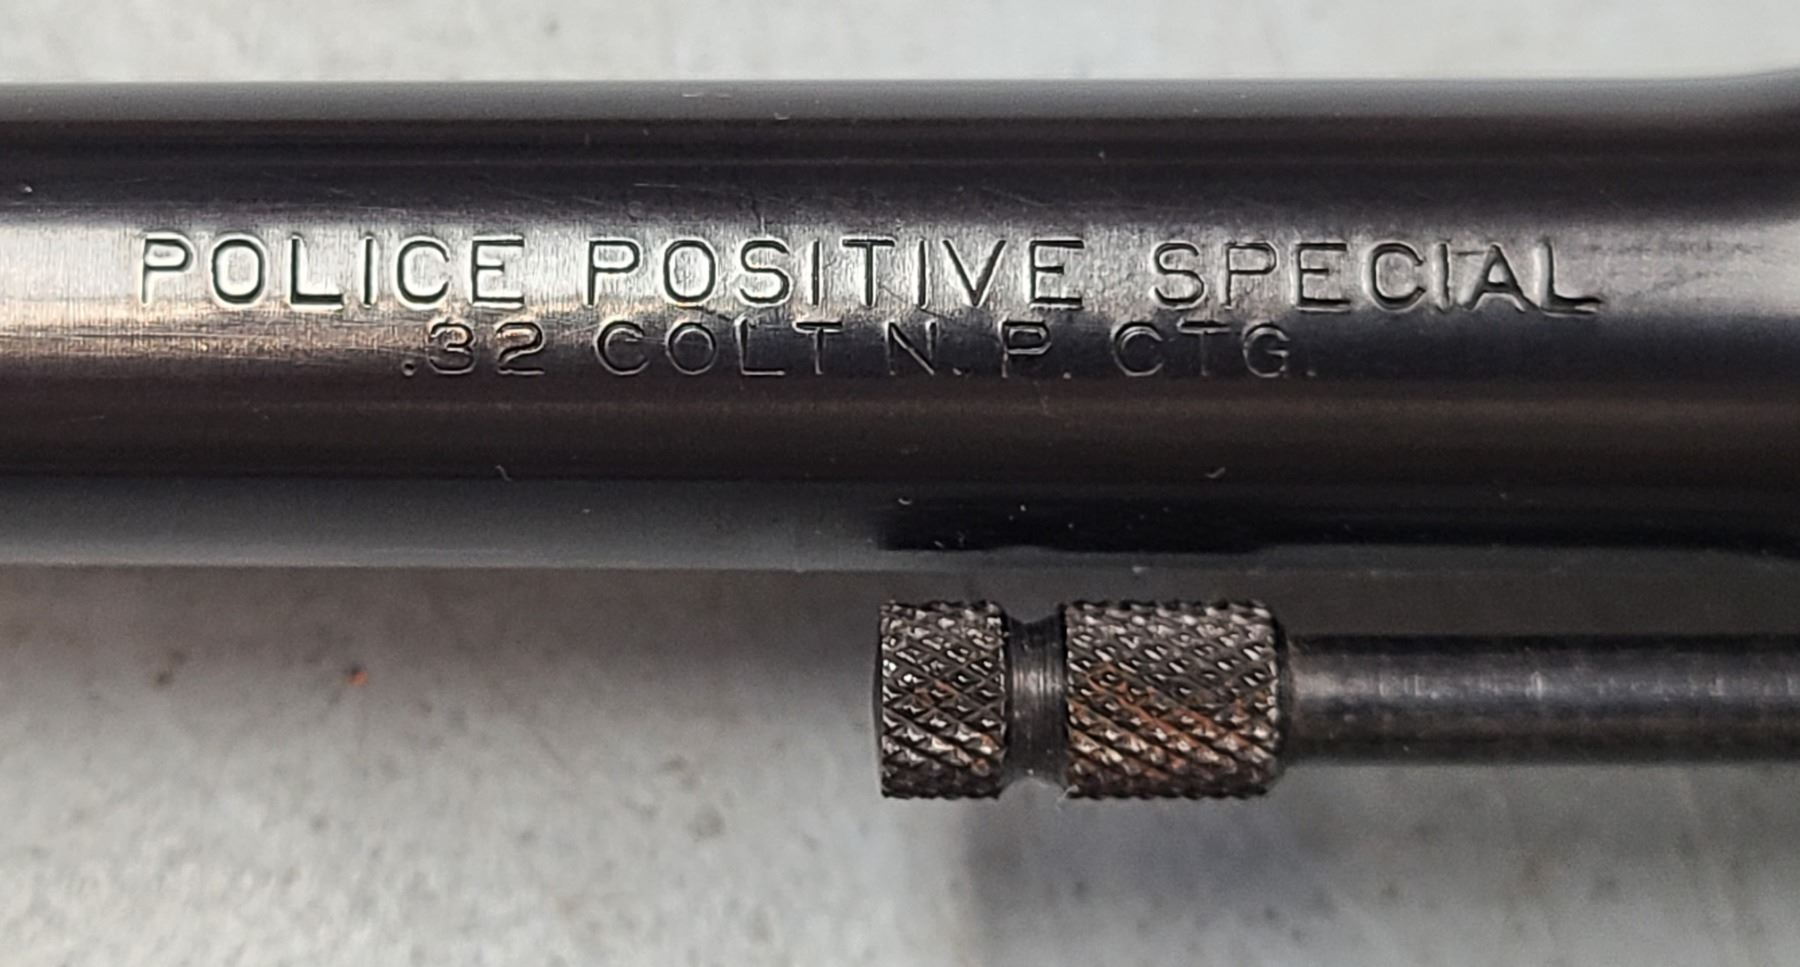 POLICE POSITIVE SPECIAL
.32 COLT N.P. CTG.